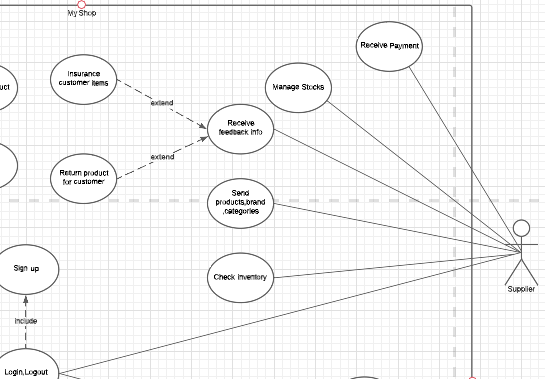 My Shop
Receive Payment
Insurance
customer items
uct
Manage Stocks
extend
Receive
feedback info
extend
Return product
for customer
Send
products,brand
,categories
Sign up
Check Inventory
Supplier
include
Login,Logout